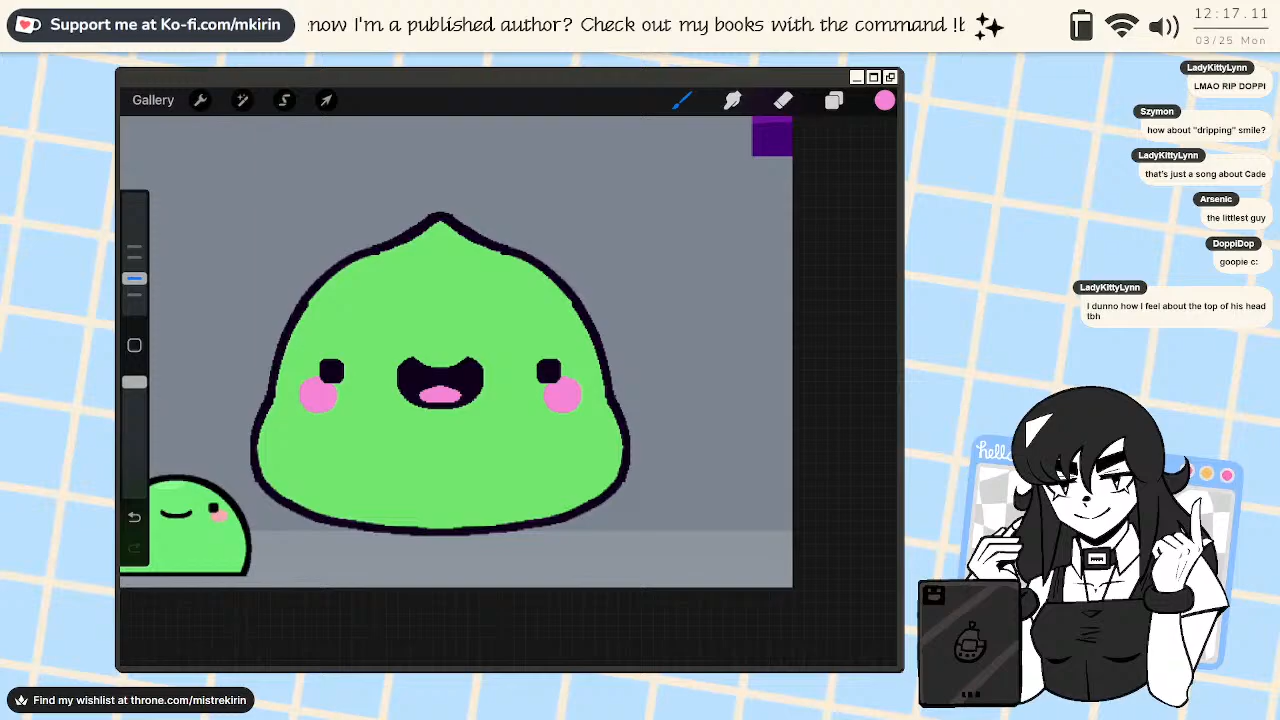 Support me at Ko-fi.com/mkirin
now I'm a published author? Check out my books with the command !b
12:17.11
03/25 Mon
Gallery
LadyKittyLynn
LMAO RIP DOPPI
Szymon
how about "dripping" smile?
LadyKittyLynn
that's just a song about Cade
Arsenic
the littlest guy
DoppiDop
goopie c:
LadyKittyLynn
I dunno how I feel about the top of his head
tbh
hello
Find my wishlist at throne.com/mistrekirin